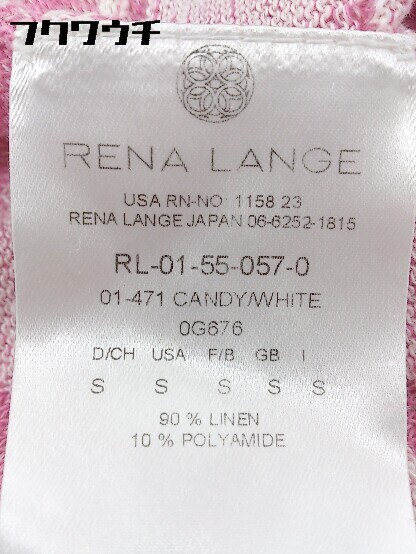 フクワウチ
RENA LANGE
USA RN-NO: 1158 23
RENA LANGE JAPAN 06-6252-1815
RL-01-55-057-0
01-471 CANDY/WHITE
0G676
D/CH USA F/B GB I
S S S S S
90 % LINEN
10 % POLYAMIDE